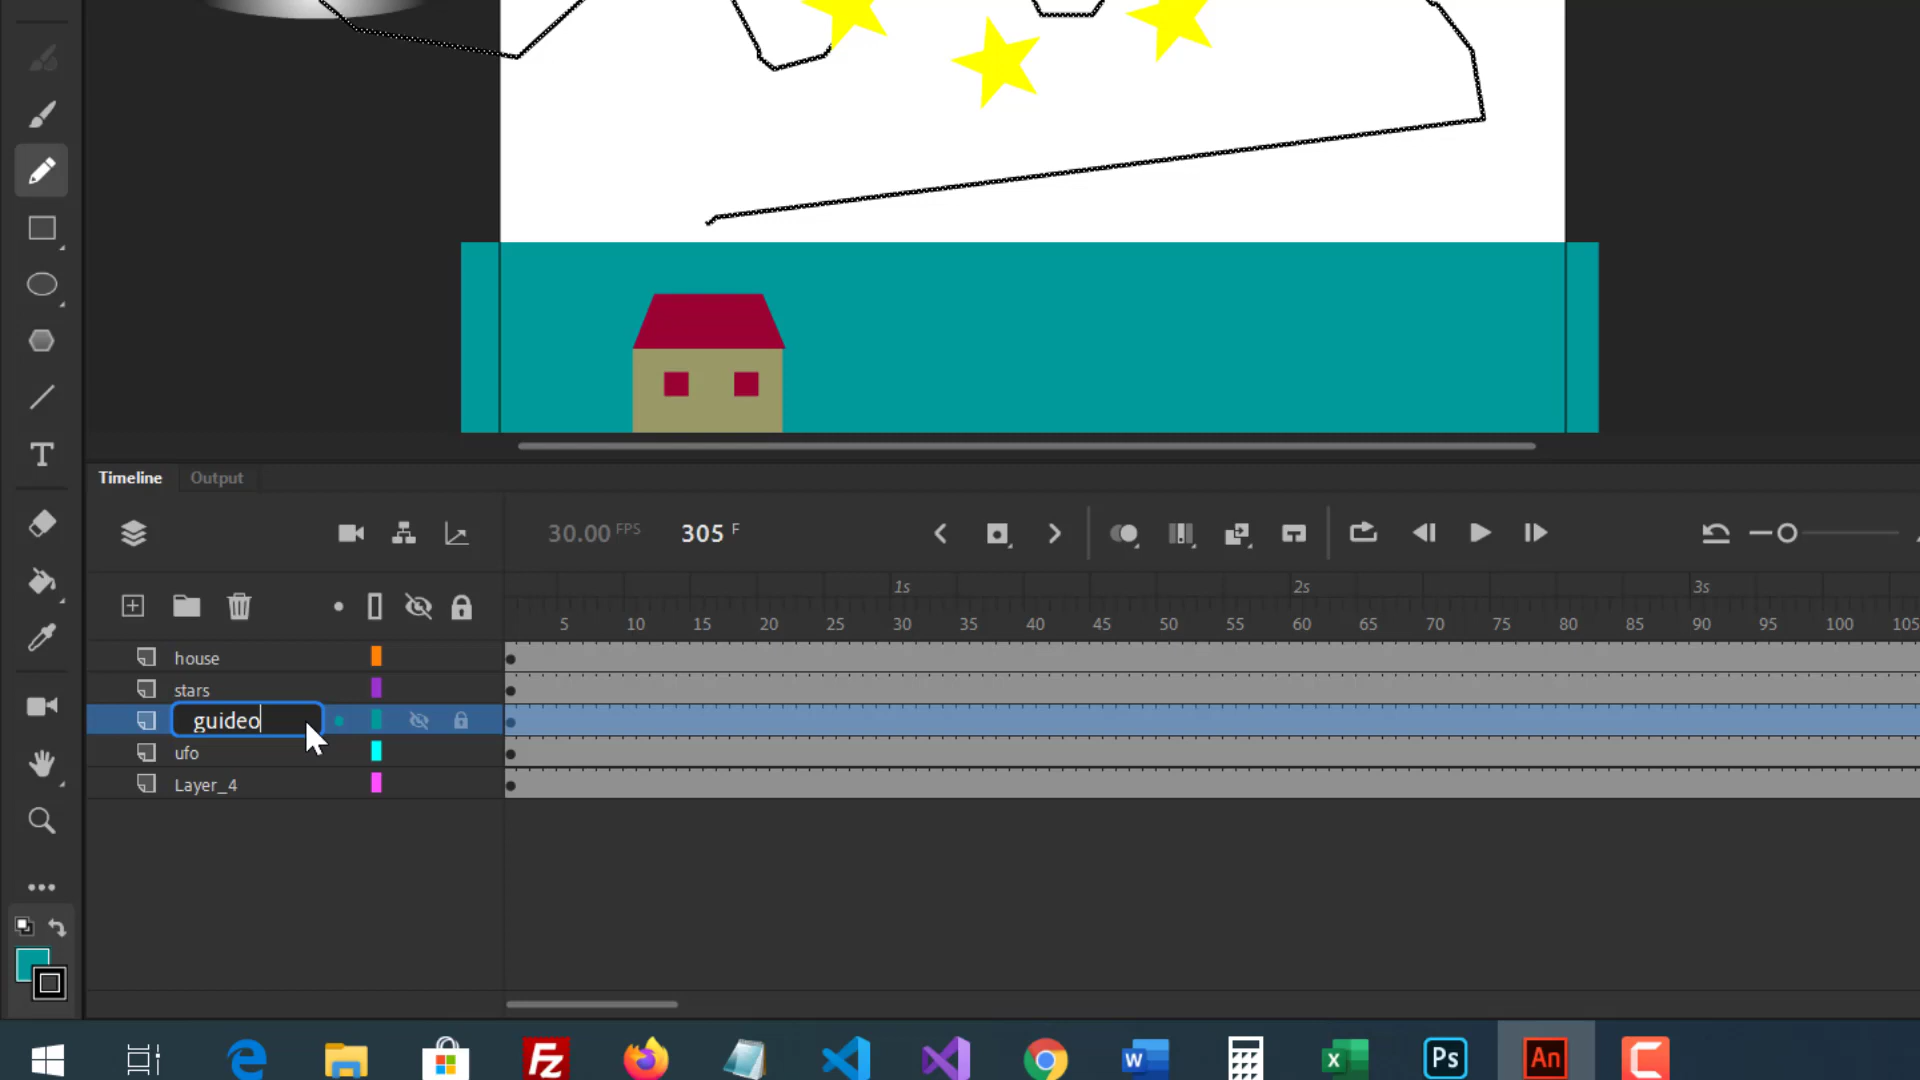 T
Timeline Output
30.00 FPS 305 F
1s 2s 3s
5 10 15 20 25 30 35 40 45 50 55 60 65 70 75 80 85 90 95 100 105
house
stars
guideo
ufo
Layer_4
Fz W X Ps An